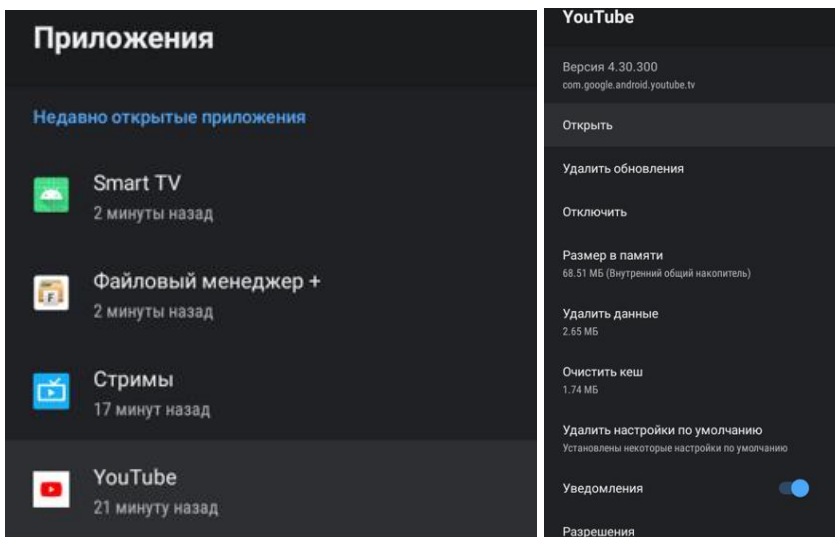 Приложения
Недавно открытые приложения
Smart TV
2 минуты назад
Файловый менеджер +
2 минуты назад
Стримы
17 минут назад
YouTube
21 минуту назад
YouTube
Версия 4.30.300
com.google.android.youtube.tv
Открыть
Удалить обновления
Отключить
Размер в памяти
68.51 МБ (Внутренний общий накопитель)
Удалить данные
2.65 МБ
Очистить кеш
1.74 МБ
Удалить настройки по умолчанию
Установлены некоторые настройки по умолчанию
Уведомления
Разрешения